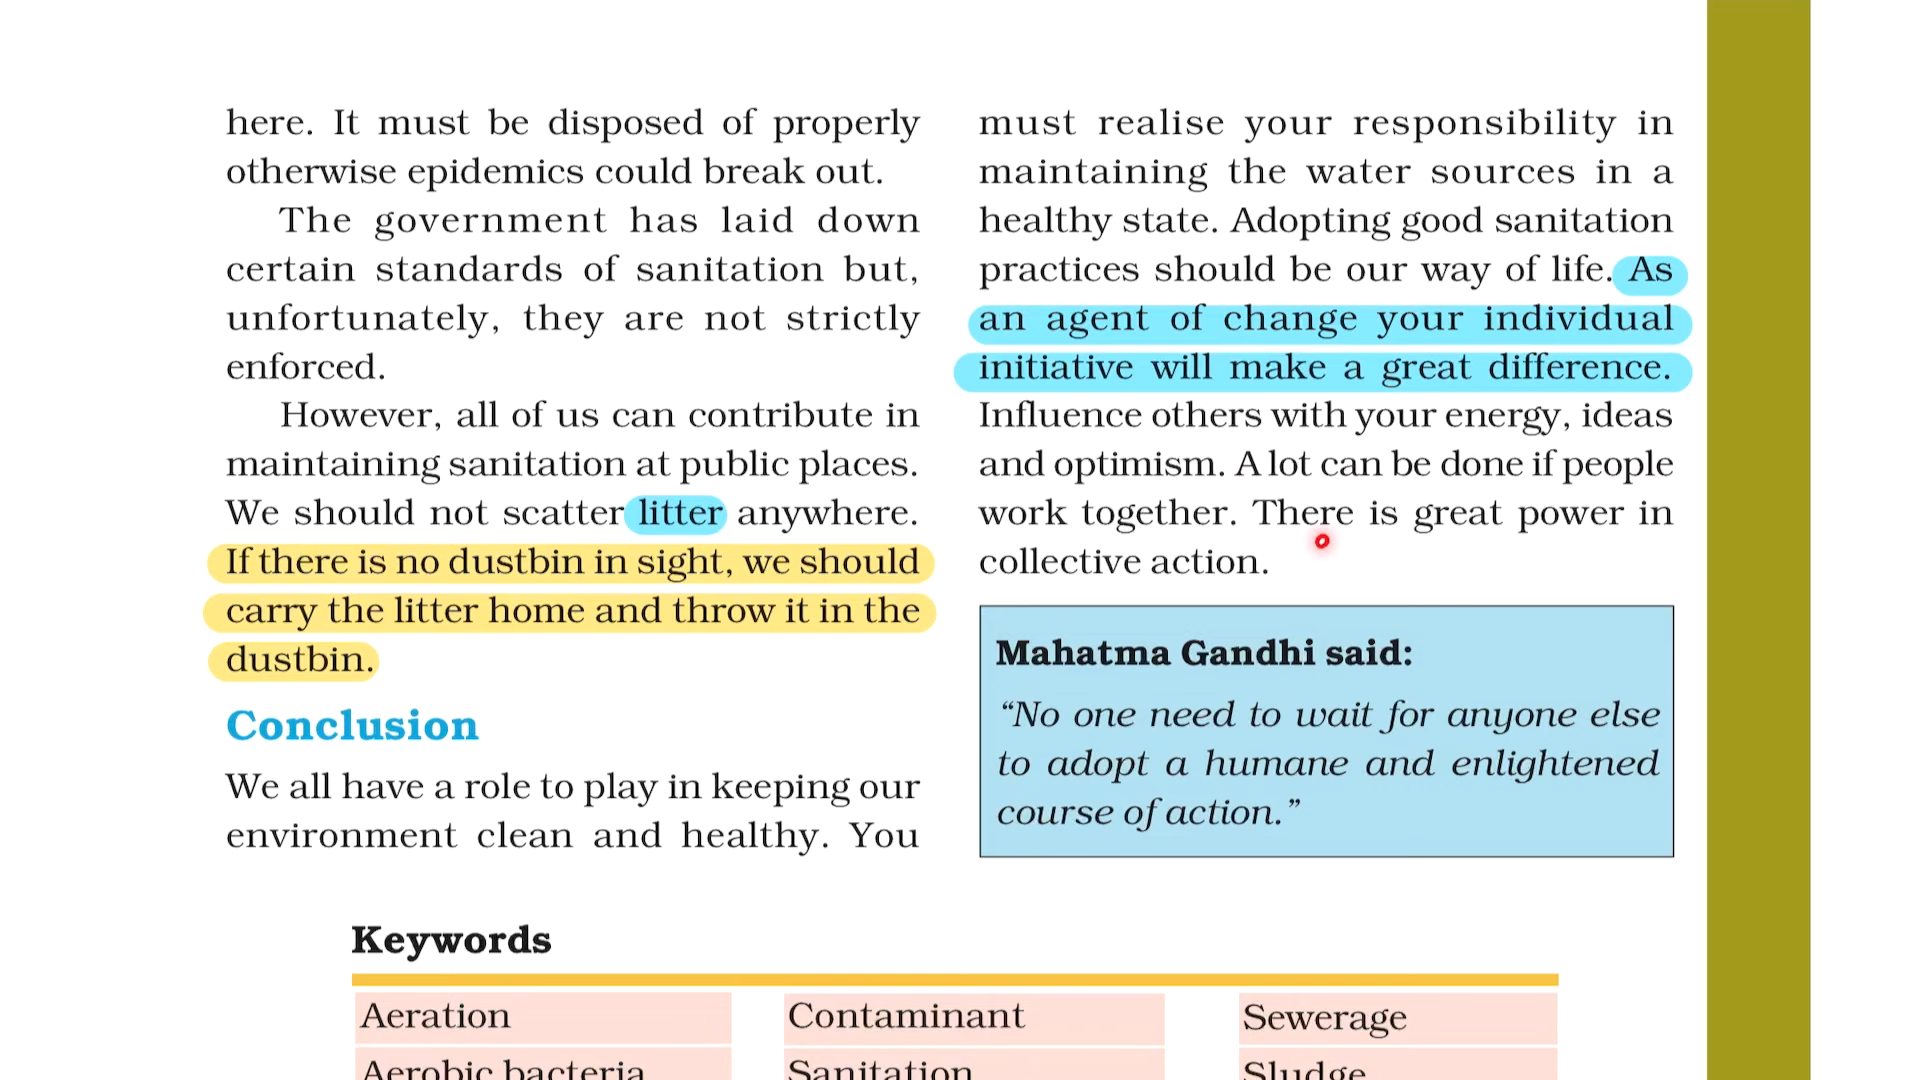 here. It must be disposed of properly
otherwise epidemics could break out.
The government has laid down
certain standards of sanitation but,
unfortunately, they are not strictly
enforced.
However, all of us can contribute in
maintaining sanitation at public places.
We should not scatter litter anywhere.
If there is no dustbin in sight, we should
carry the litter home and throw it in the
dustbin.
Conclusion
We all have a role to play in keeping our
environment clean and healthy. You
must realise your responsibility in
maintaining the water sources in a
healthy state. Adopting good sanitation
practices should be our way of life. As
an agent of change your individual
initiative will make a great difference.
Influence others with your energy, ideas
and optimism. A lot can be done if people
work together. There is great power in
collective action.
Mahatma Gandhi said:
“No one need to wait for anyone else
to adopt a humane and enlightened
course of action.”
Keywords
Aeration
Contaminant
Sewerage
Aerobic bacteria
Sanitation
Sludge